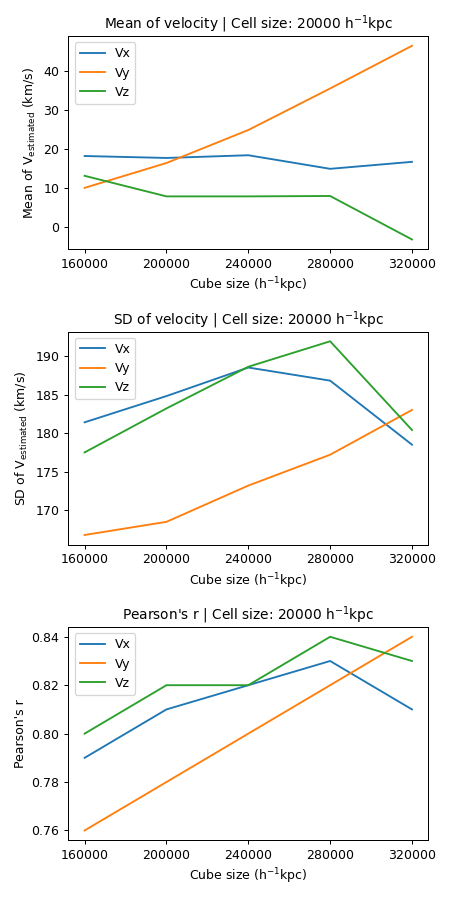 Mean of velocity | Cell size: 20000 h⁻¹kpc
Vx
Vy
Vz
40
30
20
10
0
Mean of V_estimated (km/s)
160000 200000 240000 280000 320000
Cube size (h⁻¹kpc)
SD of velocity | Cell size: 20000 h⁻¹kpc
Vx
Vy
Vz
190
185
180
175
170
SD of V_estimated (km/s)
160000 200000 240000 280000 320000
Cube size (h⁻¹kpc)
Pearson's r | Cell size: 20000 h⁻¹kpc
Vx
Vy
Vz
0.84
0.82
0.80
0.78
0.76
Pearson's r
160000 200000 240000 280000 320000
Cube size (h⁻¹kpc)